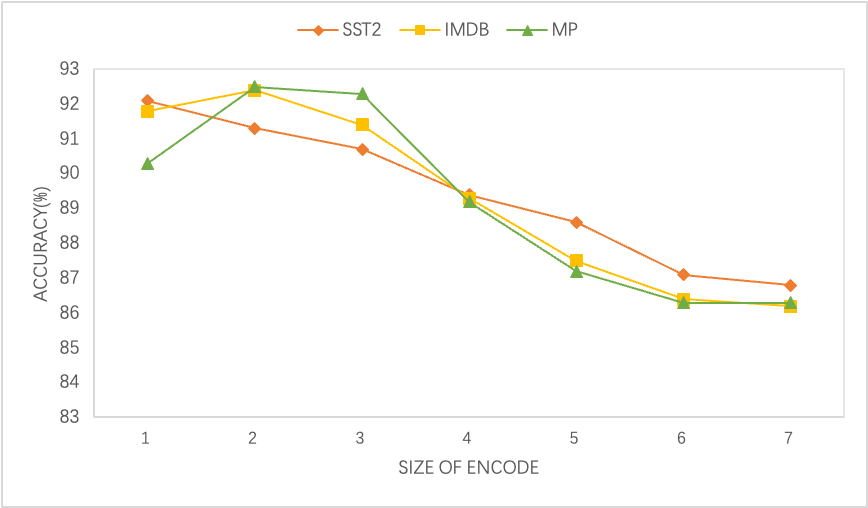 SST2 IMDB MP
93
92
91
90
89
88
87
86
85
84
83
ACCURACY(%)
1 2 3 4 5 6 7
SIZE OF ENCODE